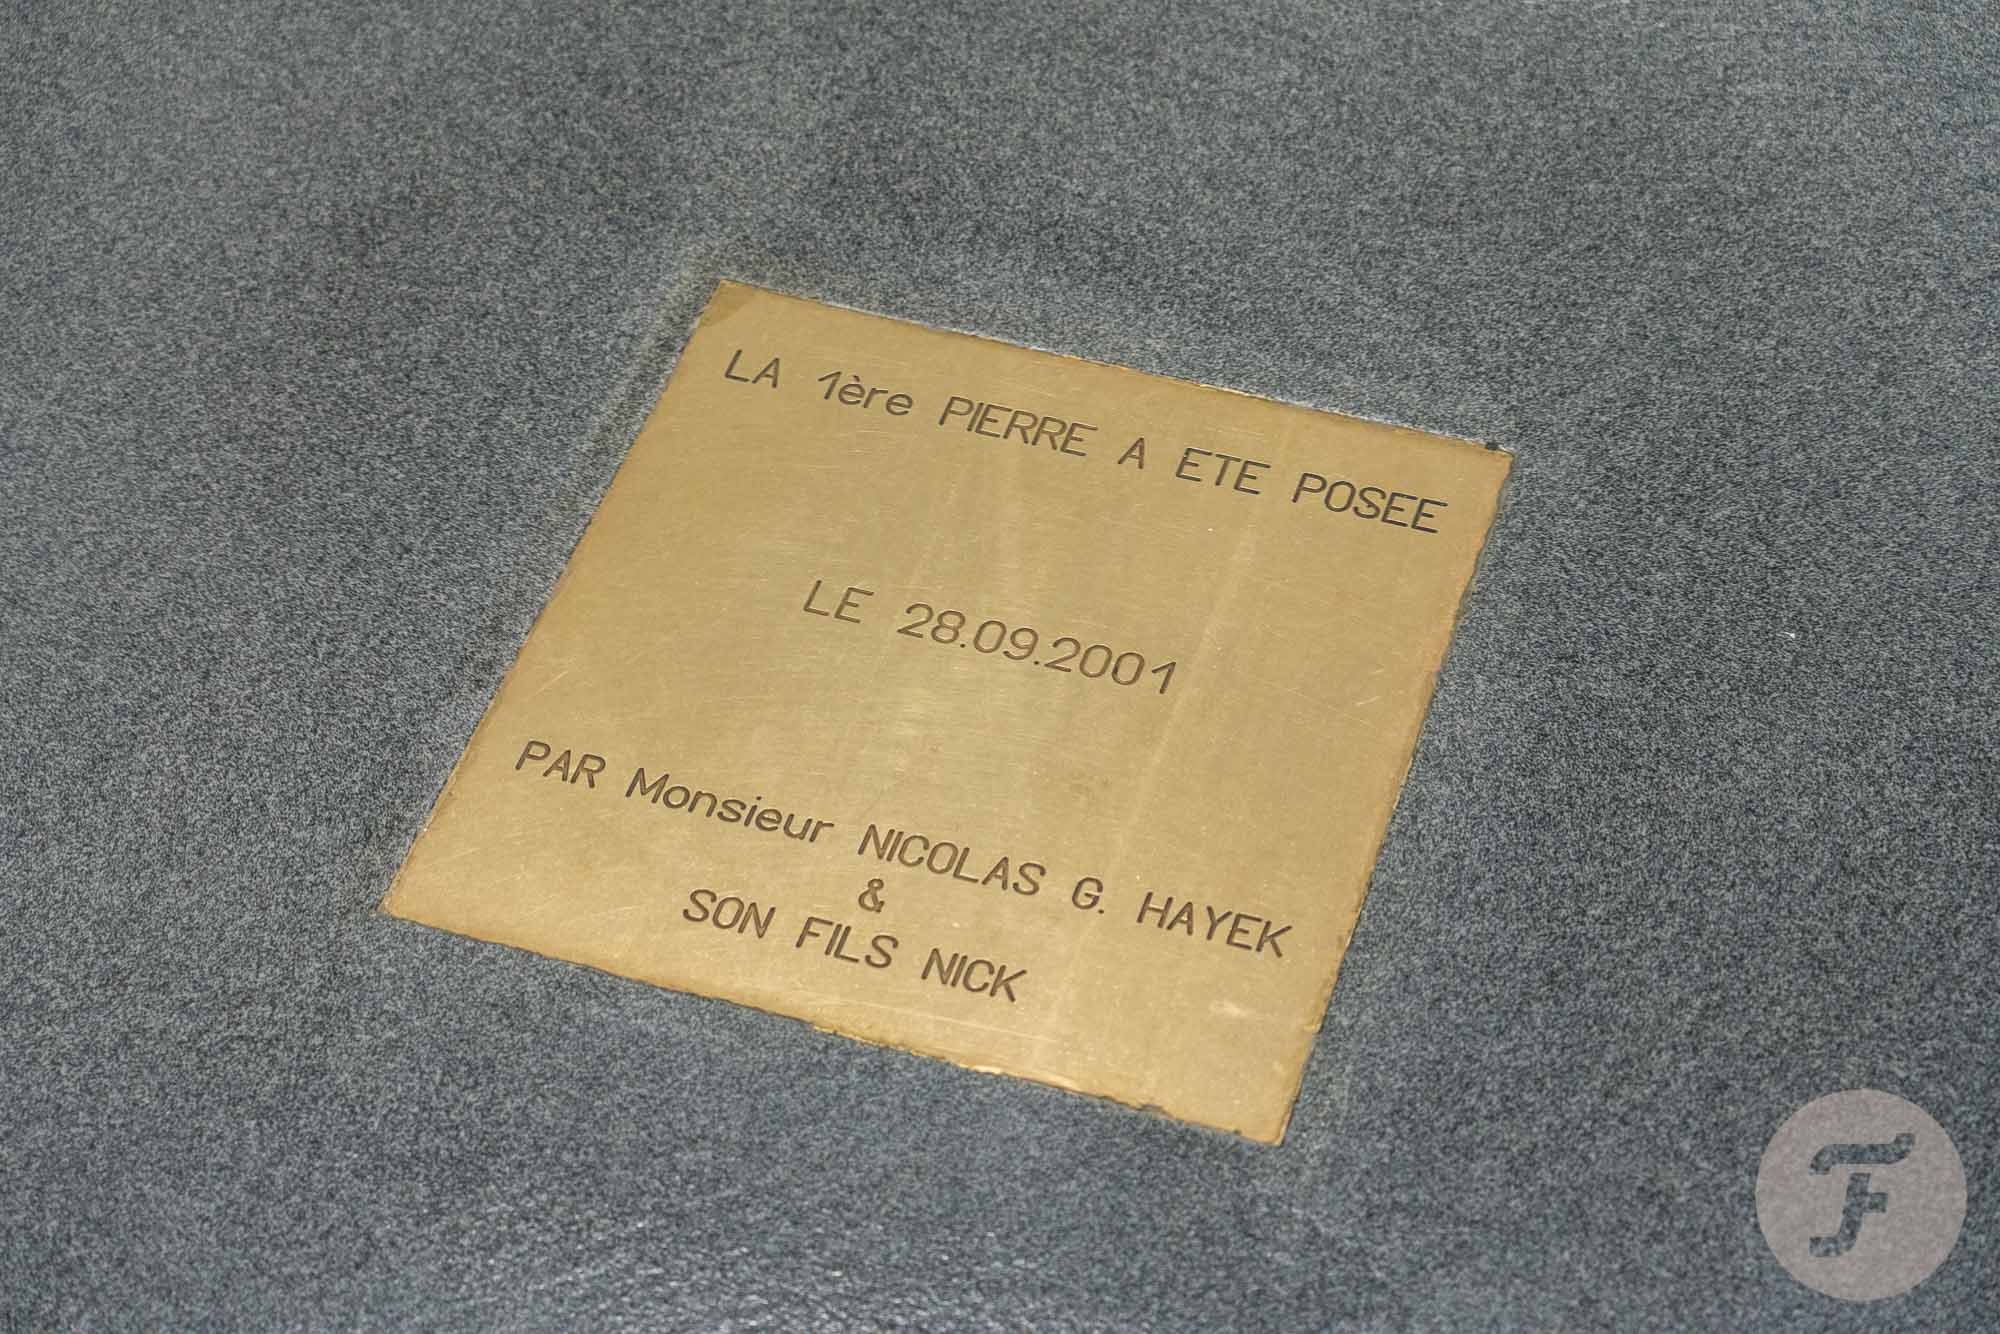 LA 1ère PIERRE A ETE POSEE
LE 28.09.2001
PAR Monsieur NICOLAS G. HAYEK
&
SON FILS NICK
F